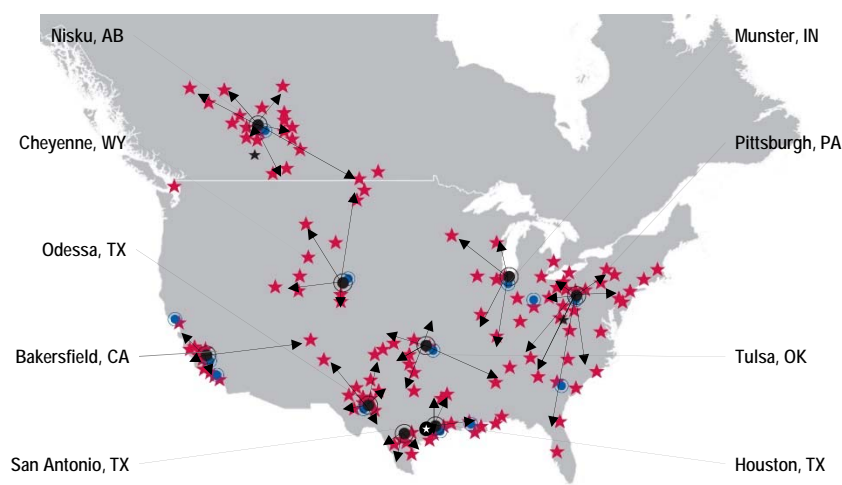 Nisku, AB
Munster, IN
Cheyenne, WY
Pittsburgh, PA
Odessa, TX
Bakersfield, CA
Tulsa, OK
San Antonio, TX
Houston, TX